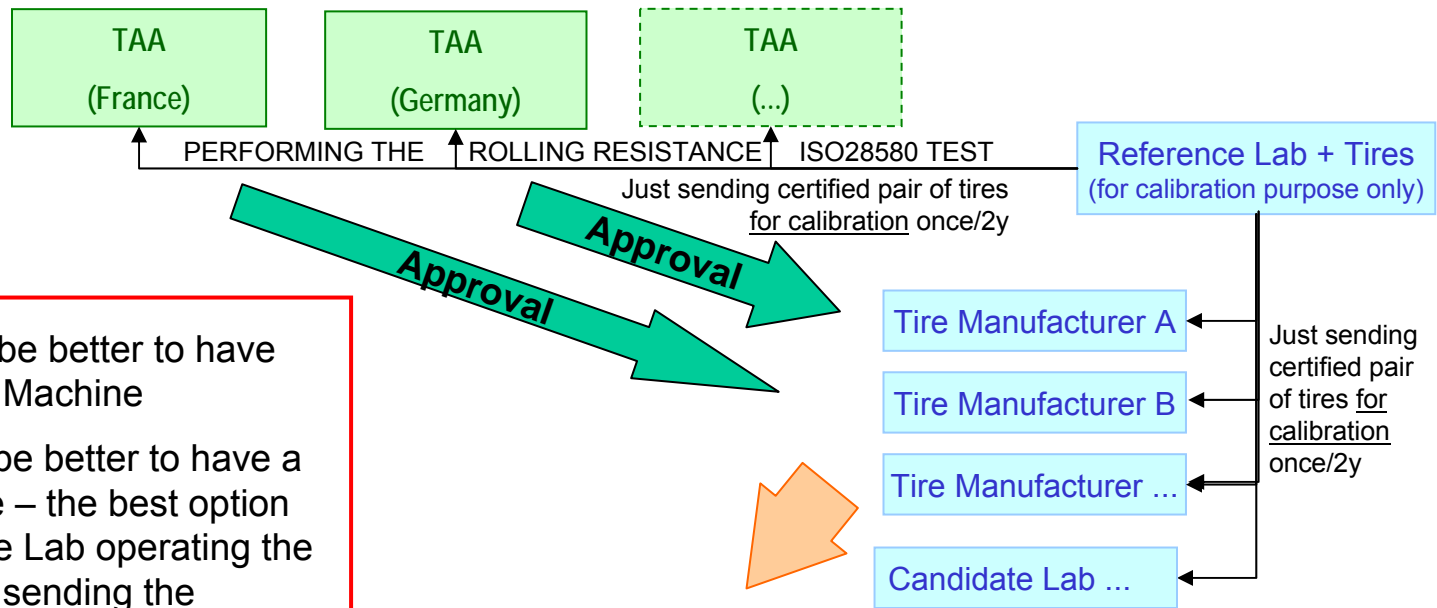 TAA
(France)
TAA
(Germany)
TAA
(...)
PERFORMING THE ROLLING RESISTANCE ISO28580 TEST
Reference Lab + Tires
(for calibration purpose only)
Just sending certified pair of tires
for calibration once/2y
Approval
Approval
be better to have
Machine
be better to have a
– the best option
Lab operating the
sending the
Tire Manufacturer A
Tire Manufacturer B
Tire Manufacturer ...
Candidate Lab ...
Just sending
certified pair
of tires for
calibration
once/2y